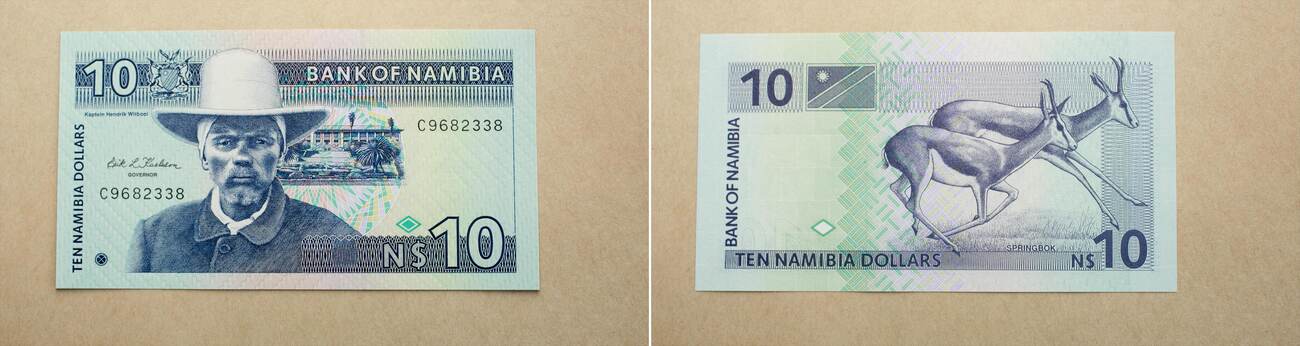 10
BANK OF NAMIBIA
Kaptein Hendrik Witbooi
C9682338
GOVERNOR
C9682338
TEN NAMIBIA DOLLARS
N$10
10
BANK OF NAMIBIA
SPRINGBOK
TEN NAMIBIA DOLLARS
N$10